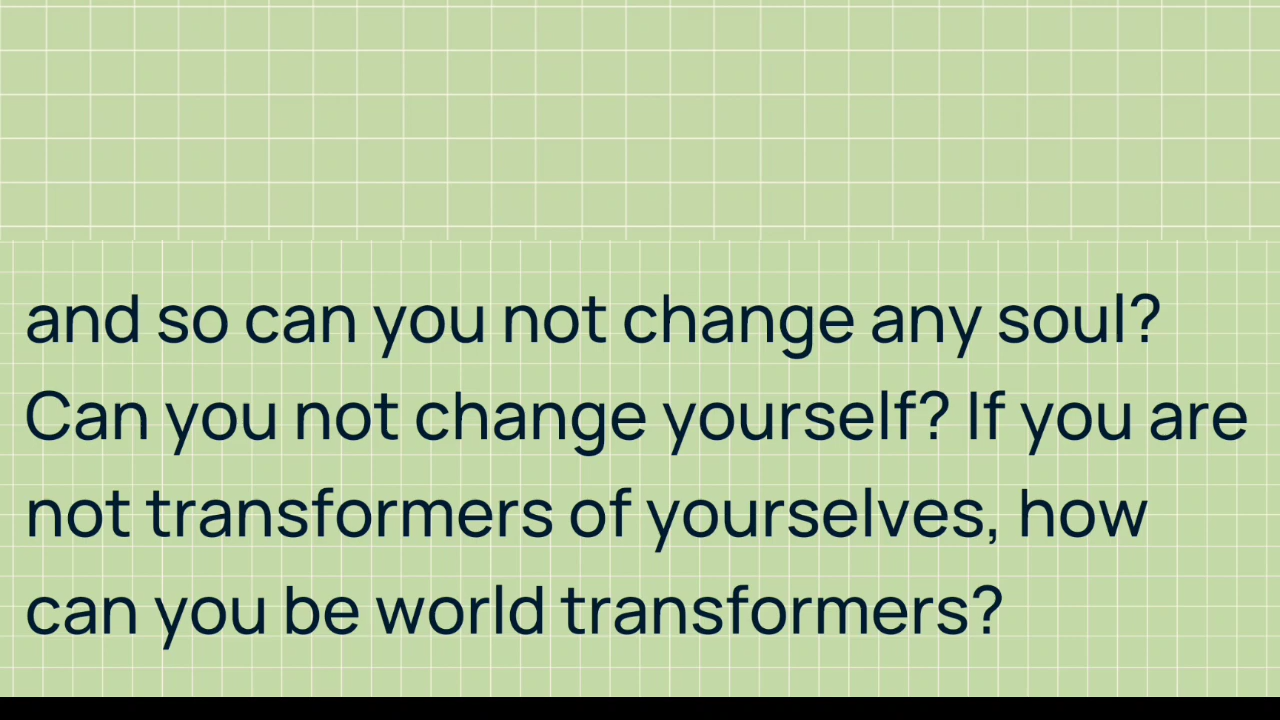 and so can you not change any soul?
Can you not change yourself? If you are
not transformers of yourselves, how
can you be world transformers?